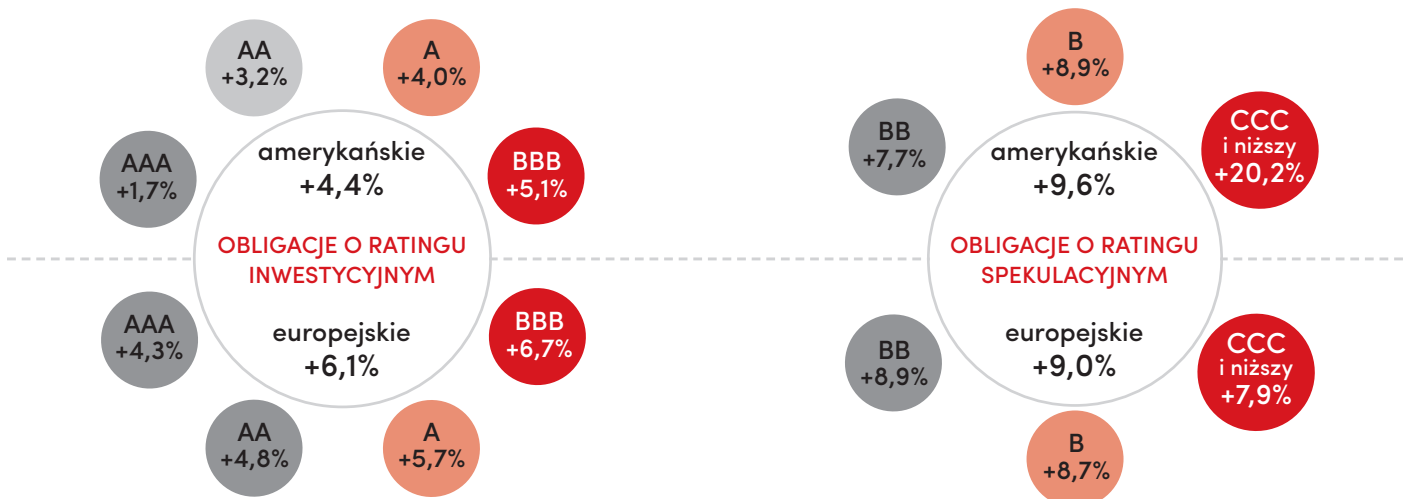 AA
+3,2%
A
+4,0%
AAA
+1,7%
amerykańskie
+4,4%
BBB
+5,1%
OBLIGACJE O RATINGU
INWESTYCYJNYM
AAA
+4,3%
europejskie
+6,1%
BBB
+6,7%
AA
+4,8%
A
+5,7%
B
+8,9%
BB
+7,7%
amerykańskie
+9,6%
CCC
i niższy
+20,2%
OBLIGACJE O RATINGU
SPEKULACYJNYM
BB
+8,9%
europejskie
+9,0%
CCC
i niższy
+7,9%
B
+8,7%